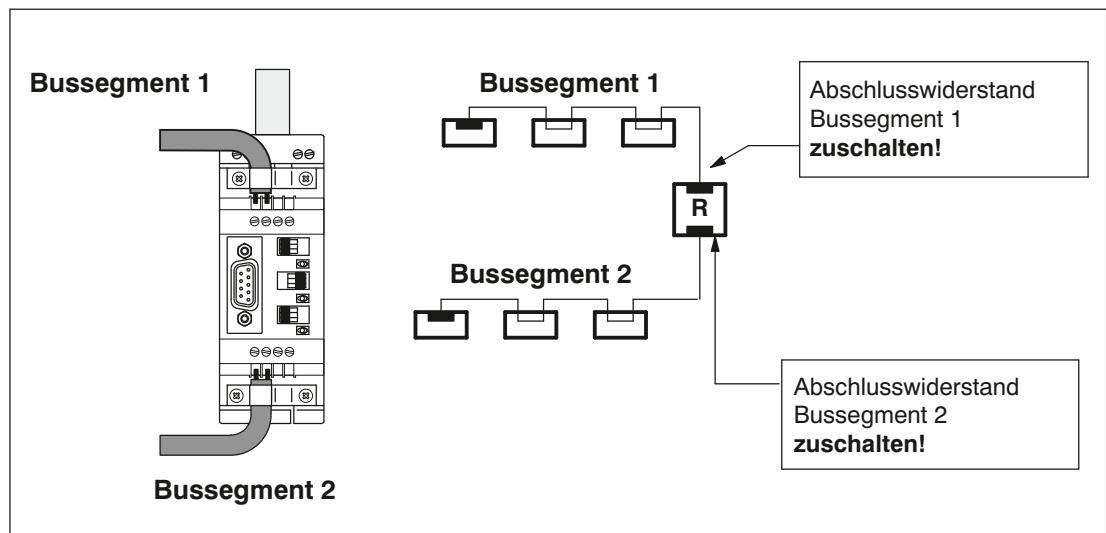 Bussegment 1
Bussegment 1
Abschlusswiderstand
Bussegment 1
zuschalten!
R
Bussegment 2
Abschlusswiderstand
Bussegment 2
zuschalten!
Bussegment 2